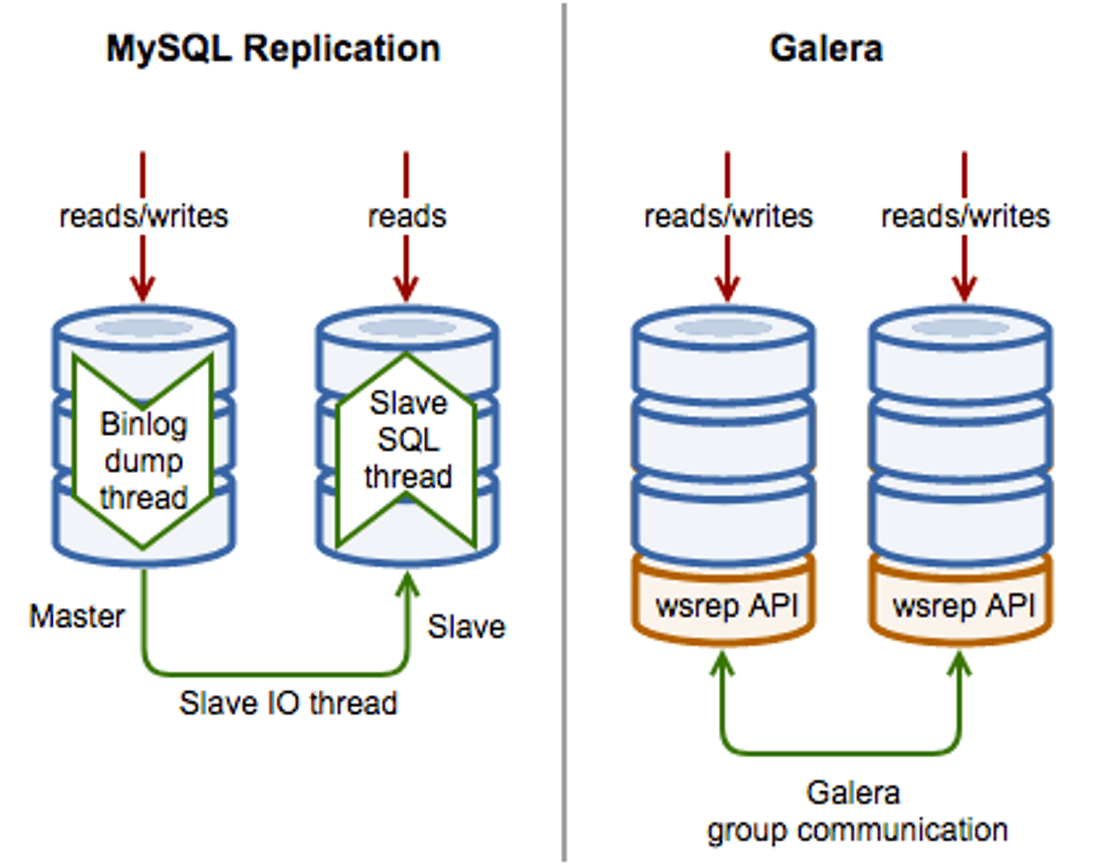 MySQL Replication
reads/writes
reads
Binlog
dump
thread
Slave
SQL
thread
Master
Slave
Slave IO thread
Galera
reads/writes
reads/writes
wsrep API
wsrep API
Galera
group communication